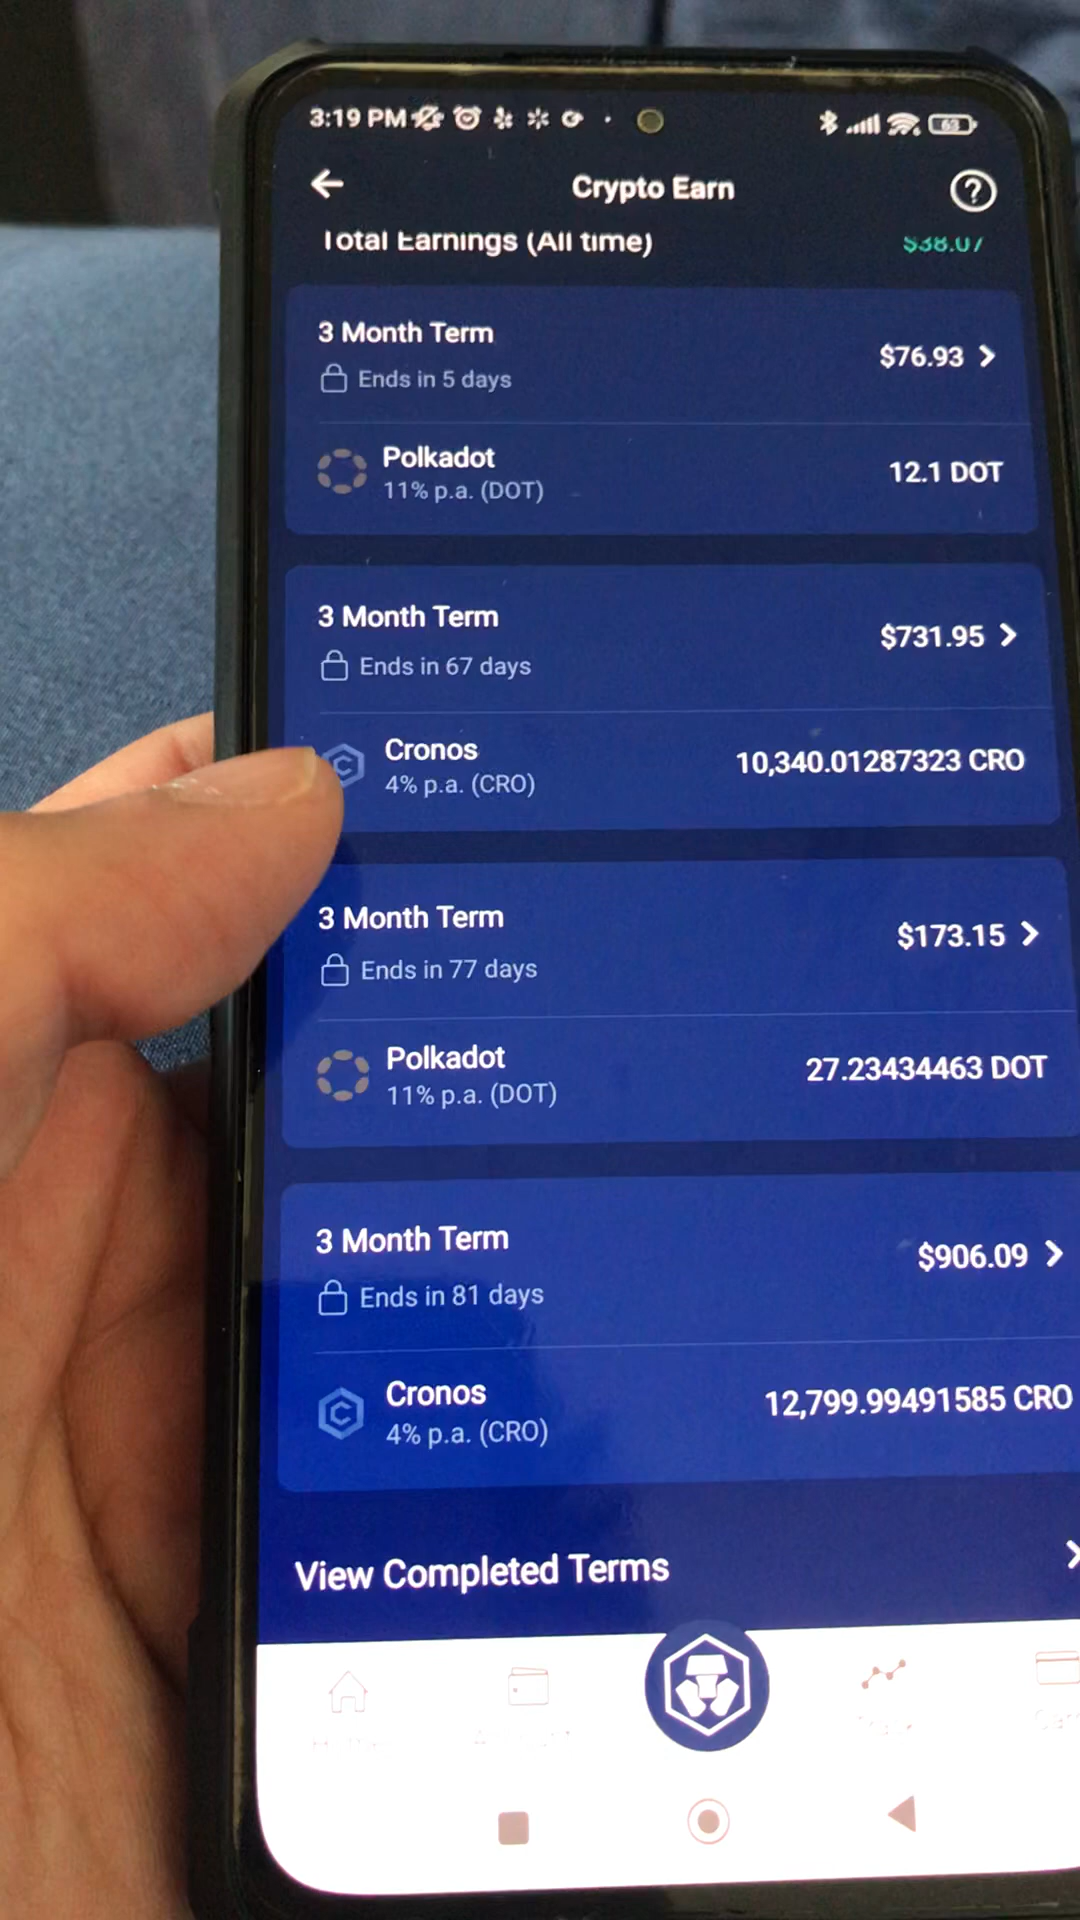 3:19 PM
63
Crypto Earn
Total Earnings (All time) $38.07
3 Month Term
$76.93
Ends in 5 days
Polkadot
12.1 DOT
11% p.a. (DOT)
3 Month Term
$731.95
Ends in 67 days
Cronos
10,340.01287323 CRO
4% p.a. (CRO)
3 Month Term
$173.15
Ends in 77 days
Polkadot
27.23434463 DOT
11% p.a. (DOT)
3 Month Term
$906.09
Ends in 81 days
Cronos
12,799.99491585 CRO
4% p.a. (CRO)
View Completed Terms